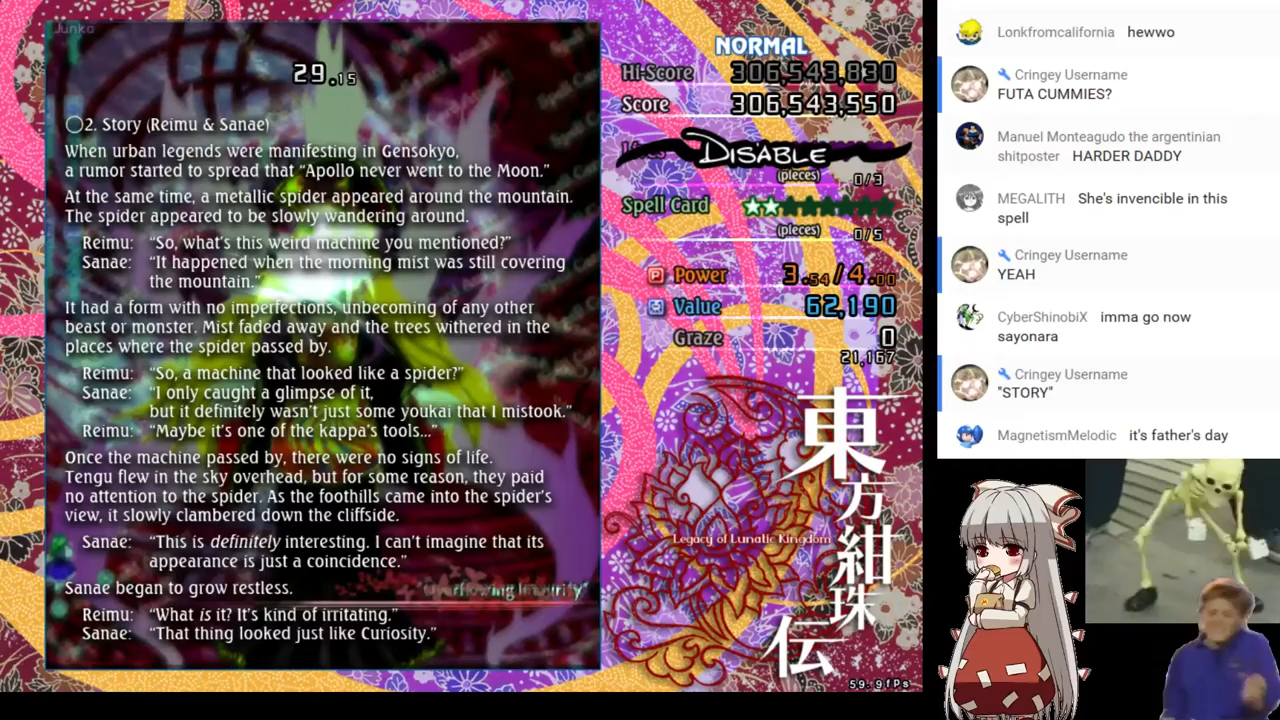 Junko
29.15
○2. Story (Reimu & Sanae)
When urban legends were manifesting in Gensokyo,
a rumor started to spread that “Apollo never went to the Moon.”
At the same time, a metallic spider appeared around the mountain.
The spider appeared to be slowly wandering around.
Reimu: “So, what's this weird machine you mentioned?”
Sanae: “It happened when the morning mist was still covering
the mountain.”
It had a form with no imperfections, unbecoming of any other
beast or monster. Mist faded away and the trees withered in the
places where the spider passed by.
Reimu: “So, a machine that looked like a spider?”
Sanae: “I only caught a glimpse of it,
but it definitely wasn't just some youkai that I mistook.”
Reimu: “Maybe it's one of the kappa's tools...”
Once the machine passed by, there were no signs of life.
Tengu flew in the sky overhead, but for some reason, they paid
no attention to the spider. As the foothills came into the spider's
view, it slowly clambered down the cliffside.
Sanae: “This is definitely interesting. I can't imagine that its
appearance is just a coincidence.”
Sanae began to grow restless.
Reimu: “What is it? It's kind of irritating.”
Sanae: “That thing looked just like Curiosity.”
NORMAL
Hi-Score 306,543,830
Score 306,543,550
DISABLE
(pieces) 0/3
Spell Card
(pieces) 0/5
Power 3.54/4.00
Value 62,190
Graze 0
21,167
東方紺珠伝
Legacy of Lunatic Kingdom
59.9fps
Lonkfromcalifornia hewwo
Cringey Username
FUTA CUMMIES?
Manuel Monteagudo the argentinian
shitposter HARDER DADDY
MEGALITH She's invencible in this
spell
Cringey Username
YEAH
CyberShinobiX imma go now
sayonara
Cringey Username
"STORY"
MagnetismMelodic it's father's day